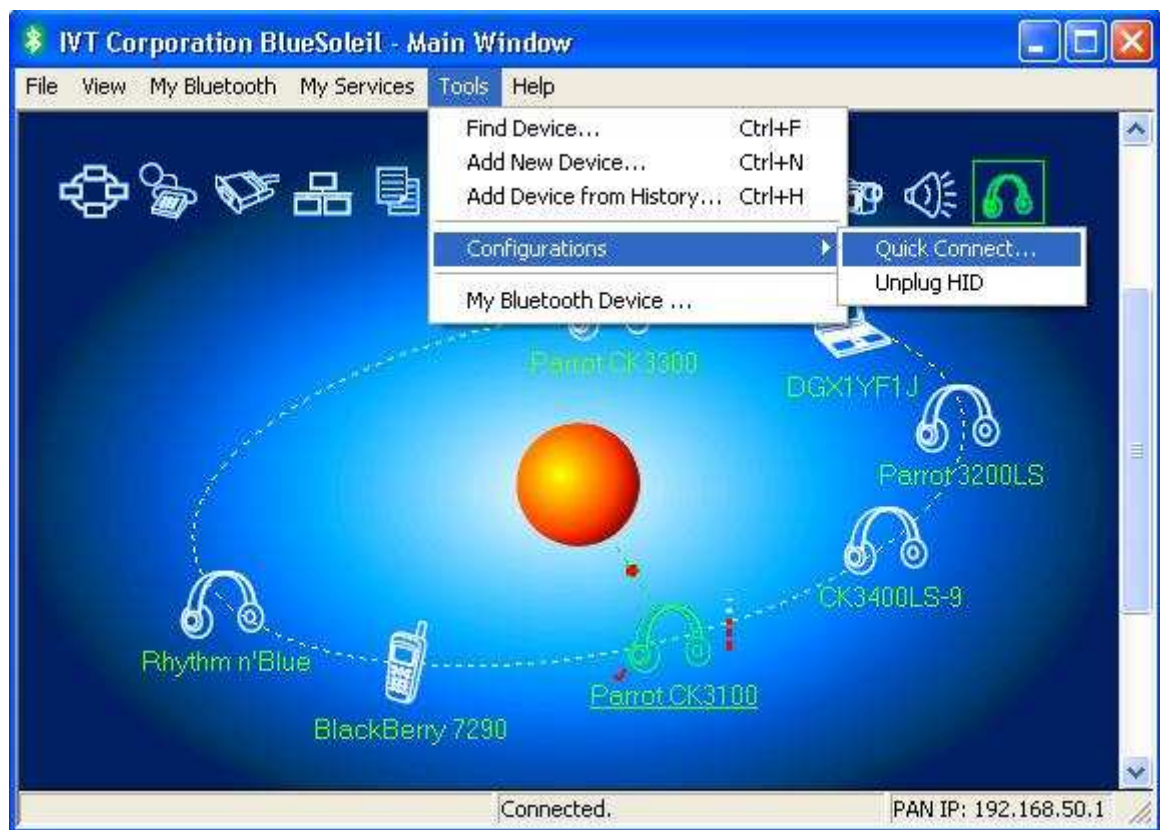 IVT Corporation BlueSoleil - Main Window
File View My Bluetooth My Services Tools Help
Find Device... Ctrl+F
Add New Device... Ctrl+N
Add Device from History... Ctrl+H
Configurations
Quick Connect...
Unplug HID
My Bluetooth Device ...
Parrot CK3300
DGX1YF1J
Parrot 3200LS
CK3400LS-9
Rhythm n'Blue
Parrot CK3100
BlackBerry 7290
Connected.
PAN IP: 192.168.50.1